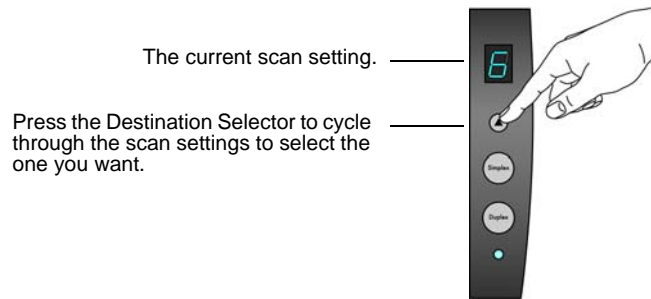 The current scan setting.
6
Press the Destination Selector to cycle
through the scan settings to select the
one you want.
Simplex
Duplex